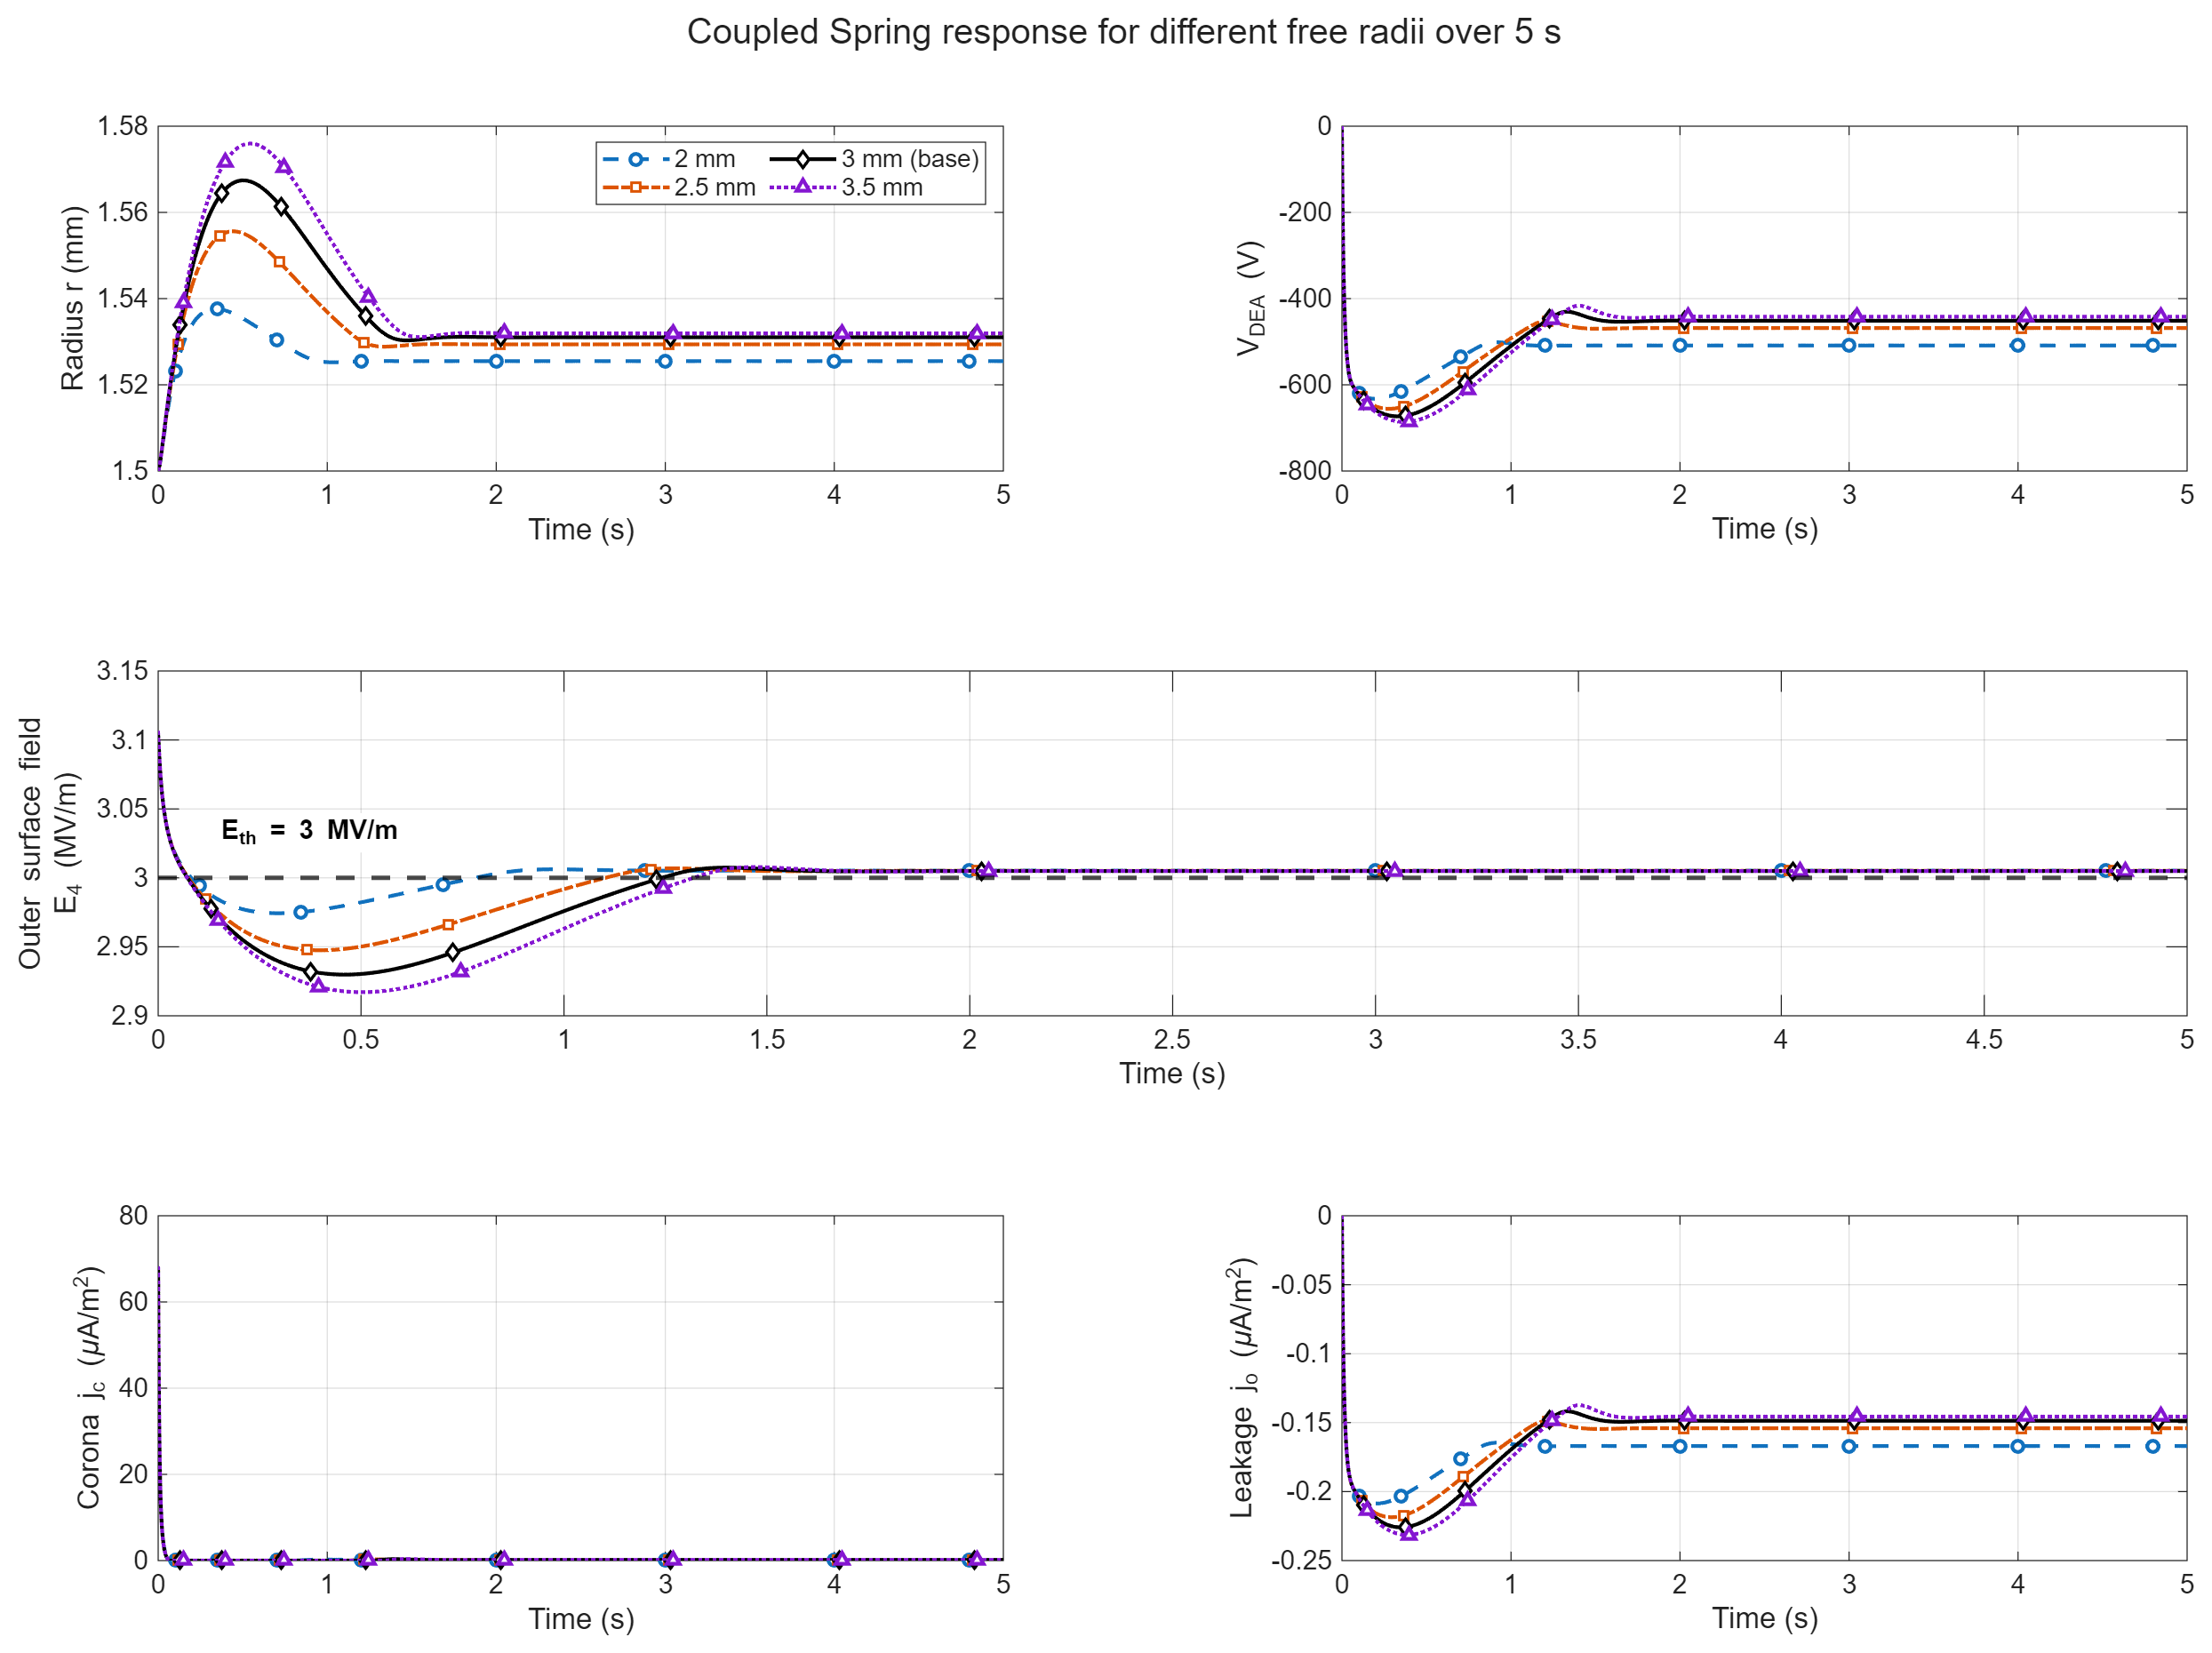 Coupled Spring response for different free radii over 5 s
Radius r (mm)
1.58
1.56
1.54
1.52
1.5
0 1 2 3 4 5
Time (s)
2 mm 3 mm (base)
2.5 mm 3.5 mm
V_DEA (V)
0
-200
-400
-600
-800
0 1 2 3 4 5
Time (s)
Outer surface field
E_4 (MV/m)
3.15
3.1
3.05
3
2.95
2.9
E_th = 3 MV/m
0 0.5 1 1.5 2 2.5 3 3.5 4 4.5 5
Time (s)
Corona j_c (μA/m²)
80
60
40
20
0
0 1 2 3 4 5
Time (s)
Leakage j_o (μA/m²)
0
-0.05
-0.1
-0.15
-0.2
-0.25
0 1 2 3 4 5
Time (s)